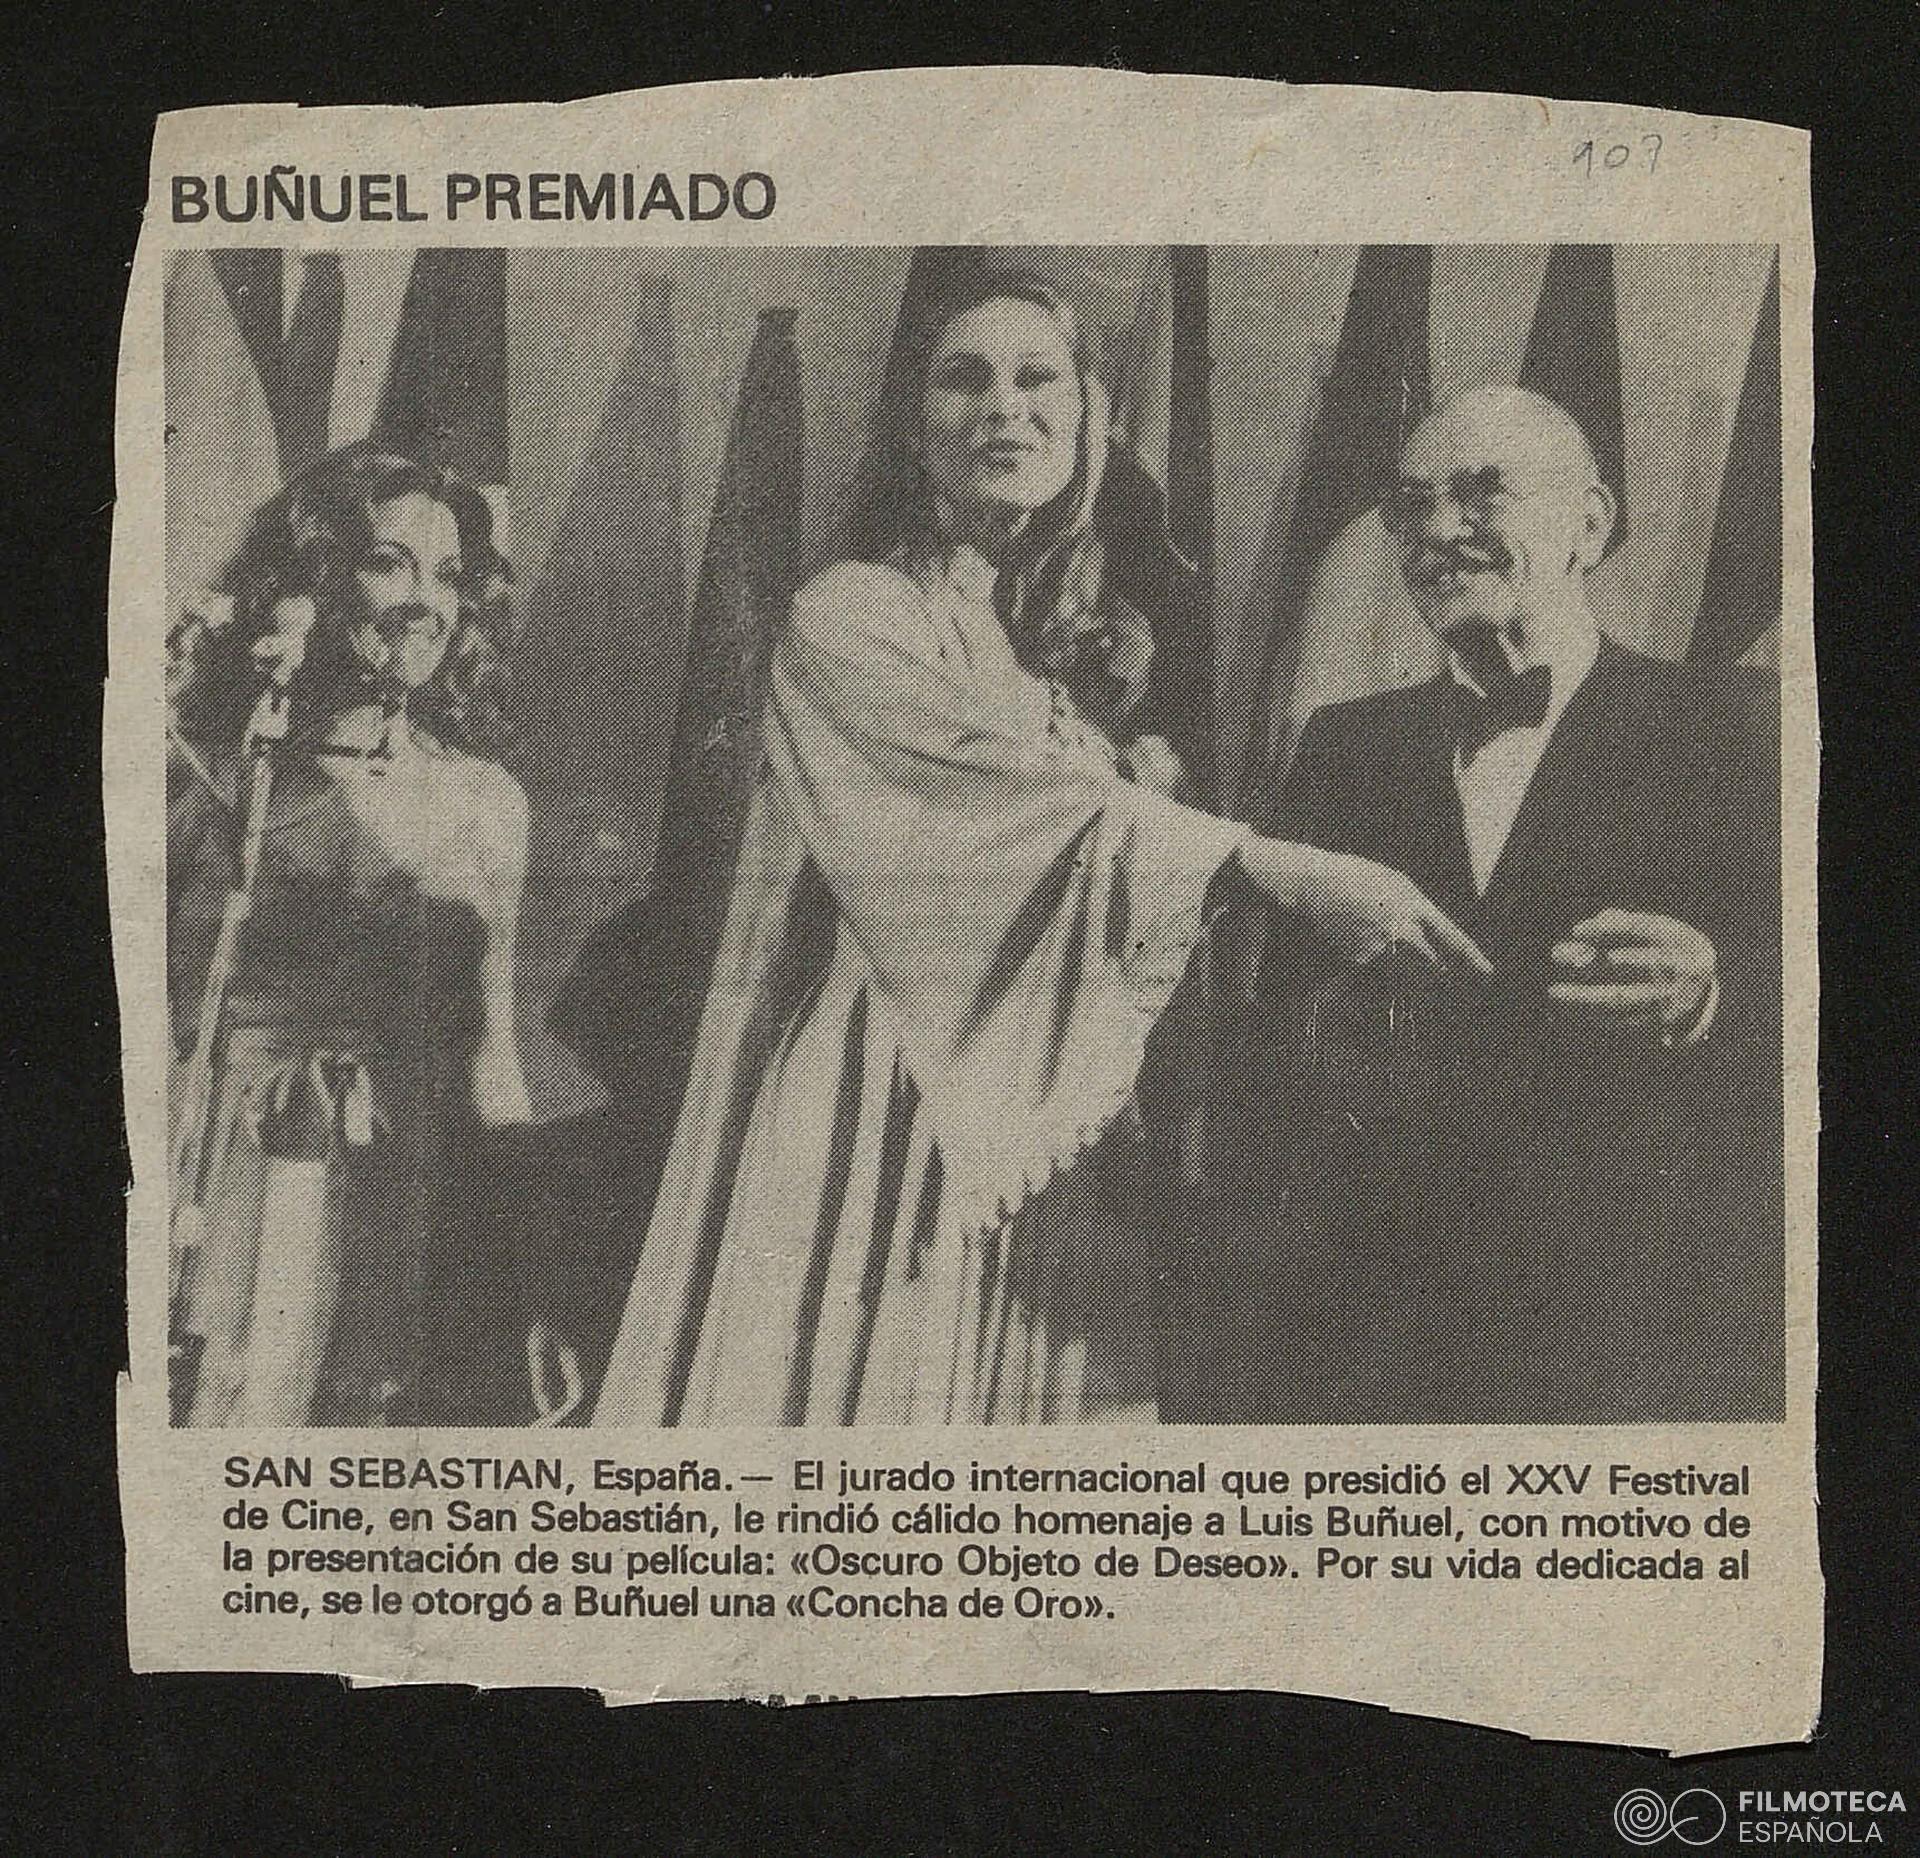 107
BUÑUEL PREMIADO
SAN SEBASTIAN, España.— El jurado internacional que presidió el XXV Festival
de Cine, en San Sebastián, le rindió cálido homenaje a Luis Buñuel, con motivo de
la presentación de su película: «Oscuro Objeto de Deseo». Por su vida dedicada al
cine, se le otorgó a Buñuel una «Concha de Oro».
FILMOTECA
ESPAÑOLA